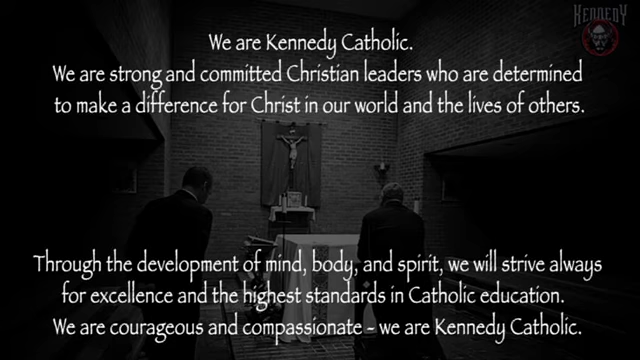 KENNEDY
We are Kennedy Catholic.
We are strong and committed Christian leaders who are determined
to make a difference for Christ in our world and the lives of others.
Through the development of mind, body, and spirit, we will strive always
for excellence and the highest standards in Catholic education.
We are courageous and compassionate - we are Kennedy Catholic.